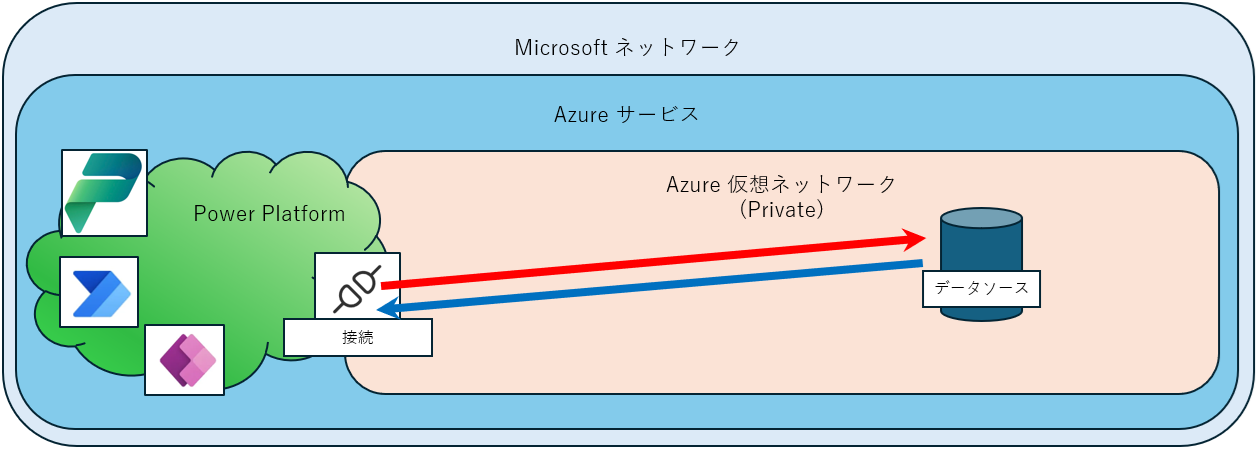 Microsoft ネットワーク
Azure サービス
Azure 仮想ネットワーク
（Private）
Power Platform
データソース
接続